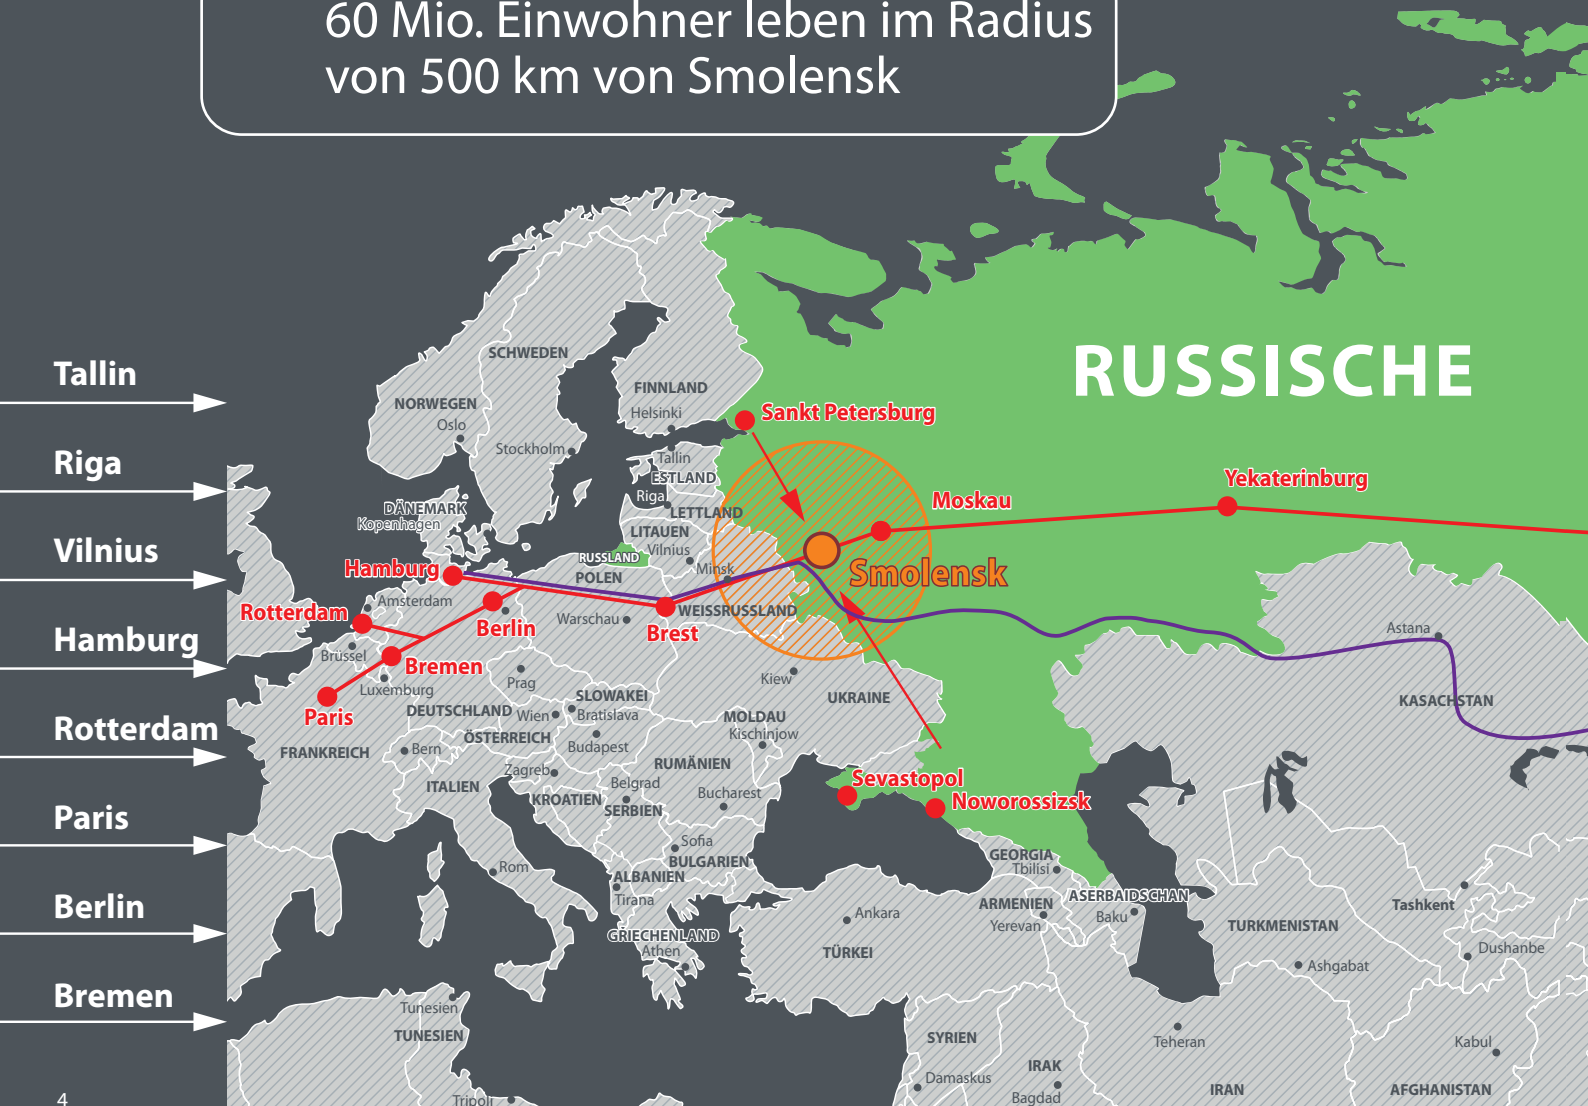 60 Mio. Einwohner leben im Radius
von 500 km von Smolensk
RUSSISCHE
Tallin
Riga
Vilnius
Hamburg
Rotterdam
Paris
Berlin
Bremen
SCHWEDEN
FINNLAND
NORWEGEN
Helsinki
Oslo
Stockholm
Sankt Petersburg
Tallin
ESTLAND
Yekaterinburg
Riga
Moskau
DÄNEMARK
LETTLAND
Kopenhagen
LITAUEN
Vilnius
RUSSLAND
Hamburg
Minsk
Smolensk
POLEN
Amsterdam
Rotterdam
WEISSRUSSLAND
Warschau
Berlin
Brest
Astana
Brüssel
Bremen
Kiew
Prag
Luxemburg
SLOWAKEI
UKRAINE
KASACHSTAN
DEUTSCHLAND
Wien
Bratislava
Paris
MOLDAU
Kischinjow
ÖSTERREICH
Budapest
FRANKREICH
Bern
RUMÄNIEN
Zagreb
Sevastopol
ITALIEN
Belgrad
Bucharest
KROATIEN
Noworossizsk
SERBIEN
Sofia
GEORGIA
BULGARIEN
Rom
Tbilisi
ALBANIEN
ASERBAIDSCHAN
Tirana
ARMENIEN
Tashkent
Ankara
Baku
Yerevan
TURKMENISTAN
GRIECHENLAND
Athen
TÜRKEI
Dushanbe
Ashgabat
Tunesien
TUNESIEN
SYRIEN
Teheran
Kabul
IRAK
Damaskus
IRAN
AFGHANISTAN
Bagdad
Tripoli
4